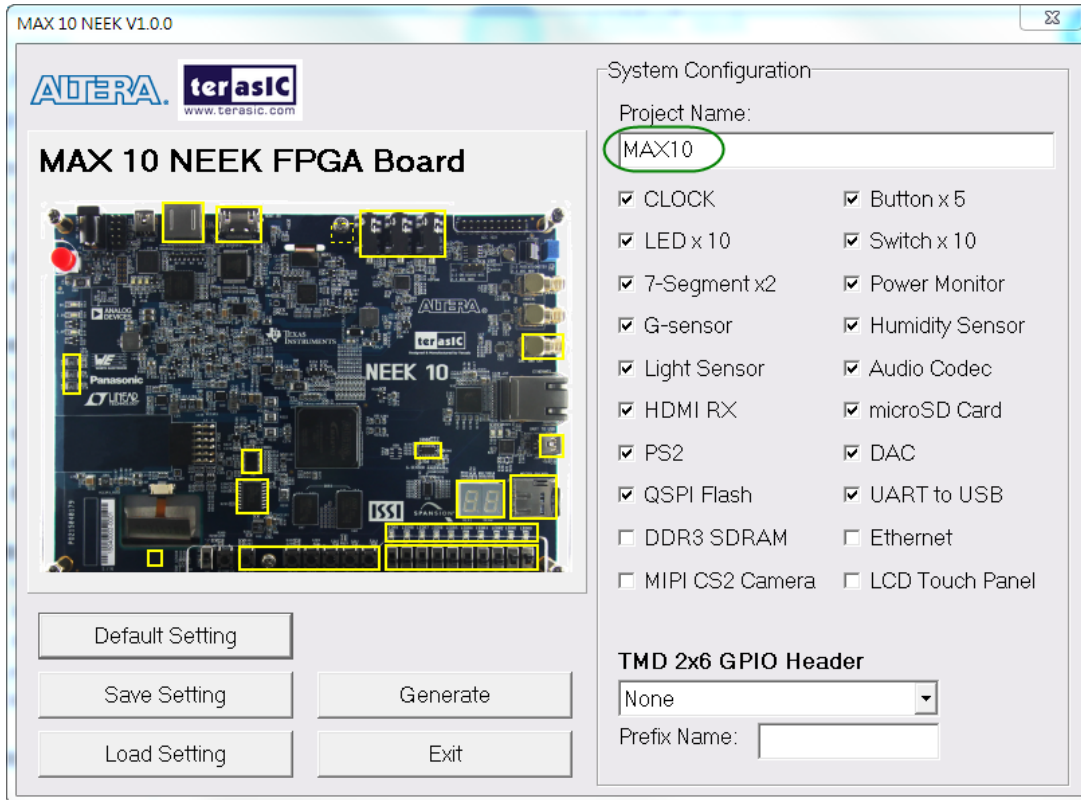 MAX 10 NEEK V1.0.0
ALTERA.
terasIC
www.terasic.com
MAX 10 NEEK FPGA Board
ANALOG DEVICES
TEXAS INSTRUMENTS
ALTERA.
terasIC
NEEK 10
Panasonic
LINEAR
ISSI
SPANSION
Default Setting
Save Setting
Generate
Load Setting
Exit
System Configuration
Project Name:
MAX10
CLOCK
Button x 5
LED x 10
Switch x 10
7-Segment x2
Power Monitor
G-sensor
Humidity Sensor
Light Sensor
Audio Codec
HDMI RX
microSD Card
PS2
DAC
QSPI Flash
UART to USB
DDR3 SDRAM
Ethernet
MIPI CS2 Camera
LCD Touch Panel
TMD 2x6 GPIO Header
None
Prefix Name: